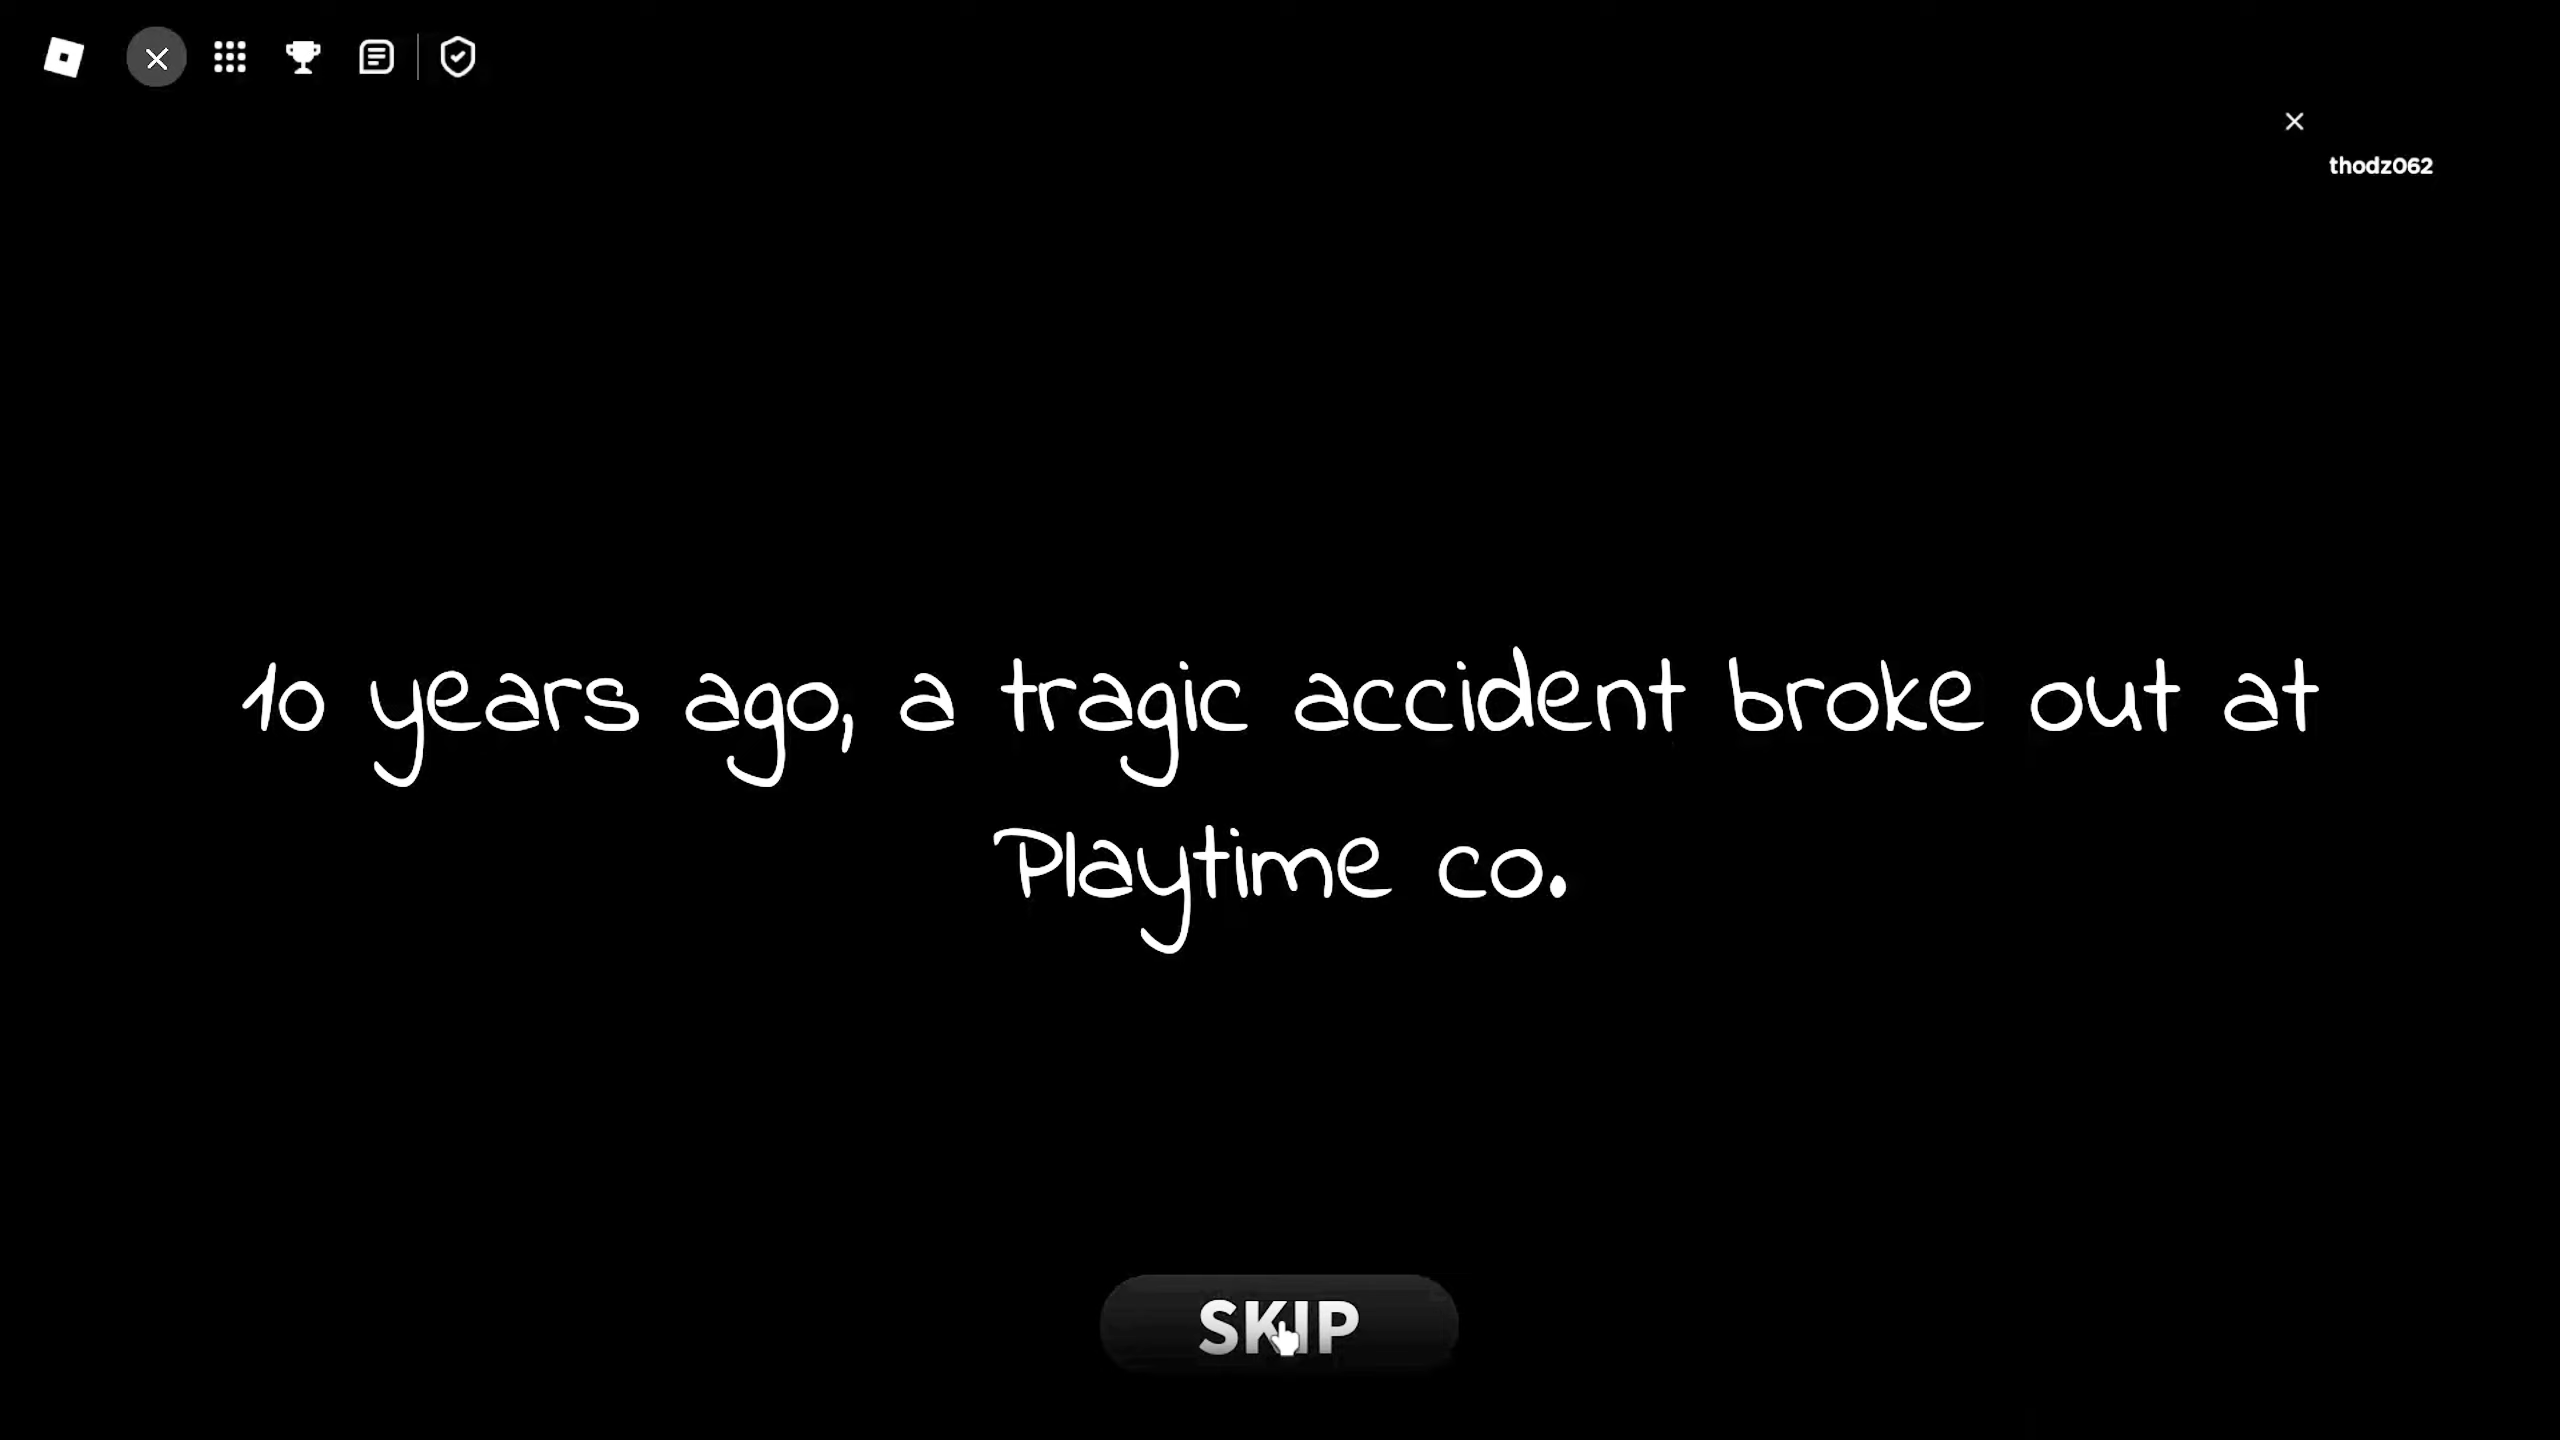 thodz062
10 years ago, a tragic accident broke out at
Playtime co.
SKIP